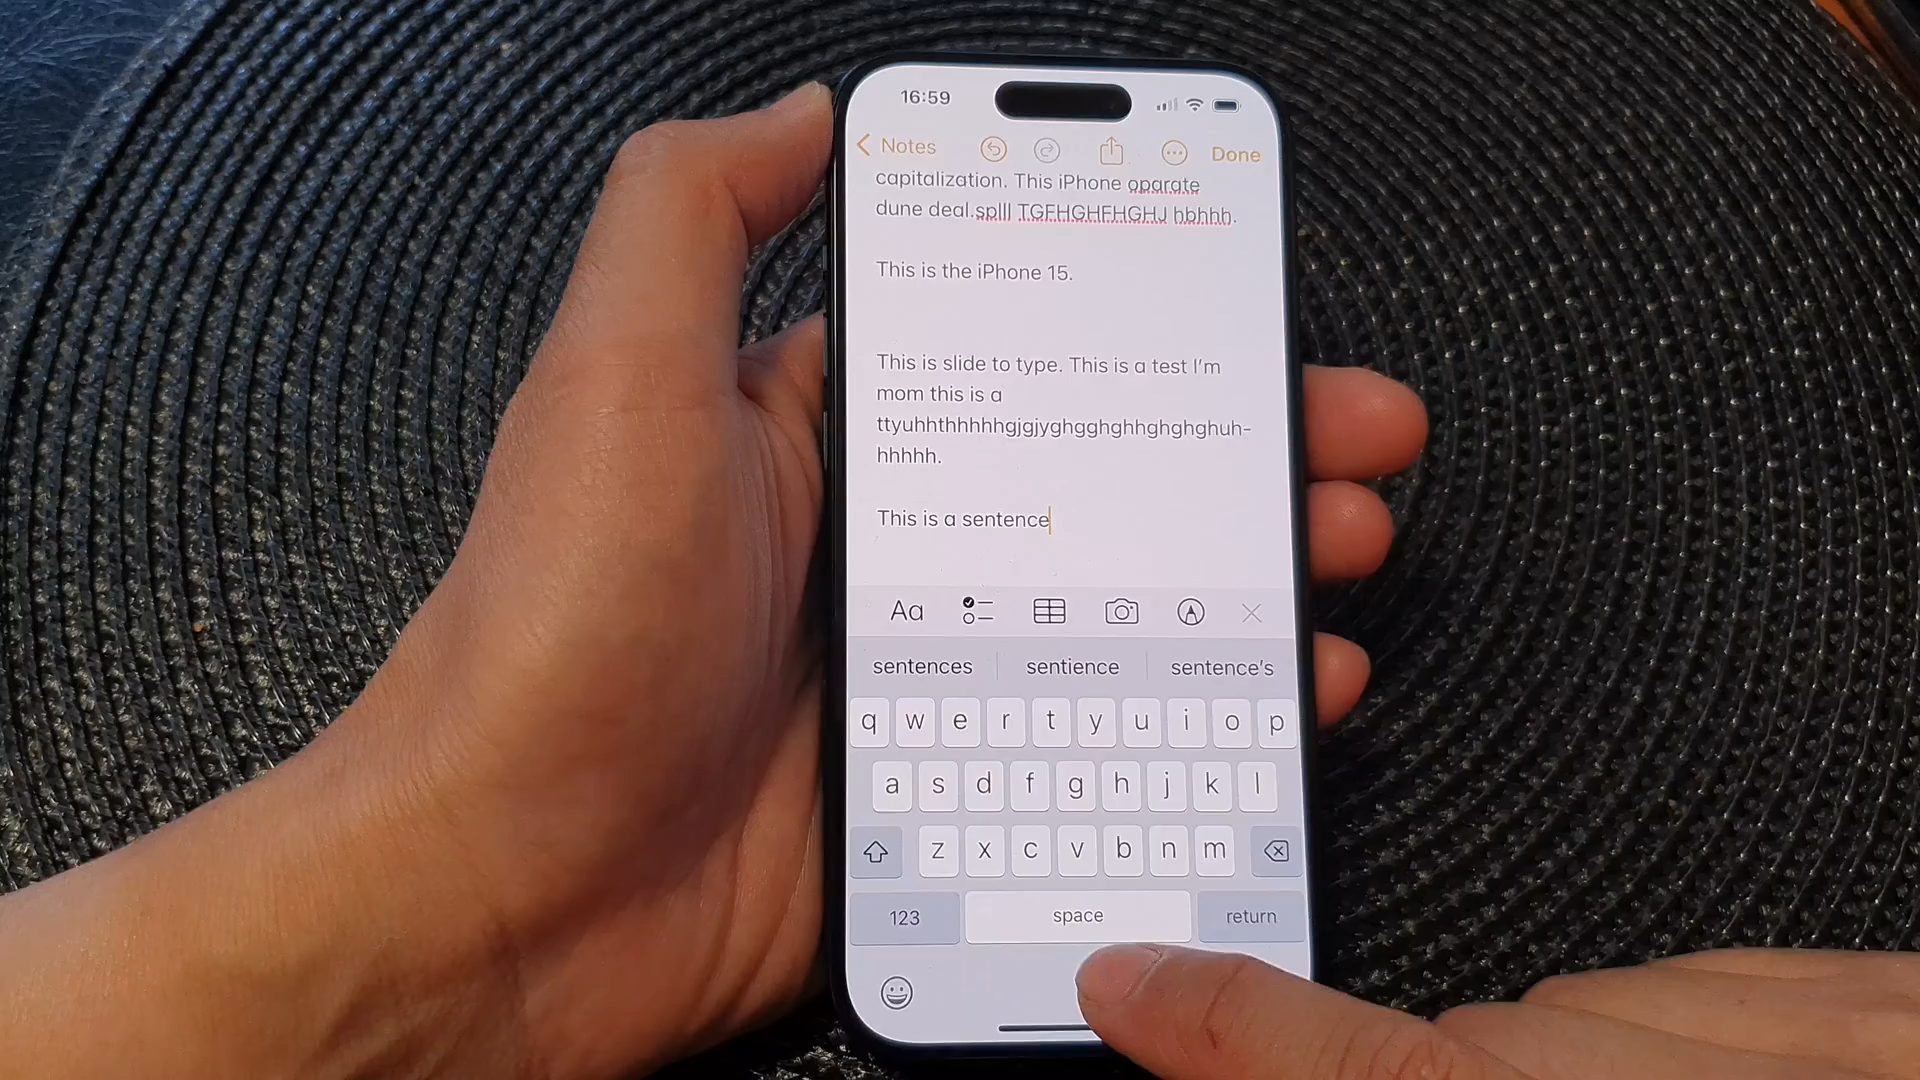 16:59
Notes
Done
capitalization. This iPhone oparate
dune deal.splll TGFHGHFHGHJ hbhhh.
This is the iPhone 15.
This is slide to type. This is a test I’m
mom this is a
ttyuhhthhhhhgjgjyghgghghhghghghuh-
hhhhh.
This is a sentence
Aa
sentences sentience sentence's
q w e r t y u i o p
a s d f g h j k l
z x c v b n m
123 space return